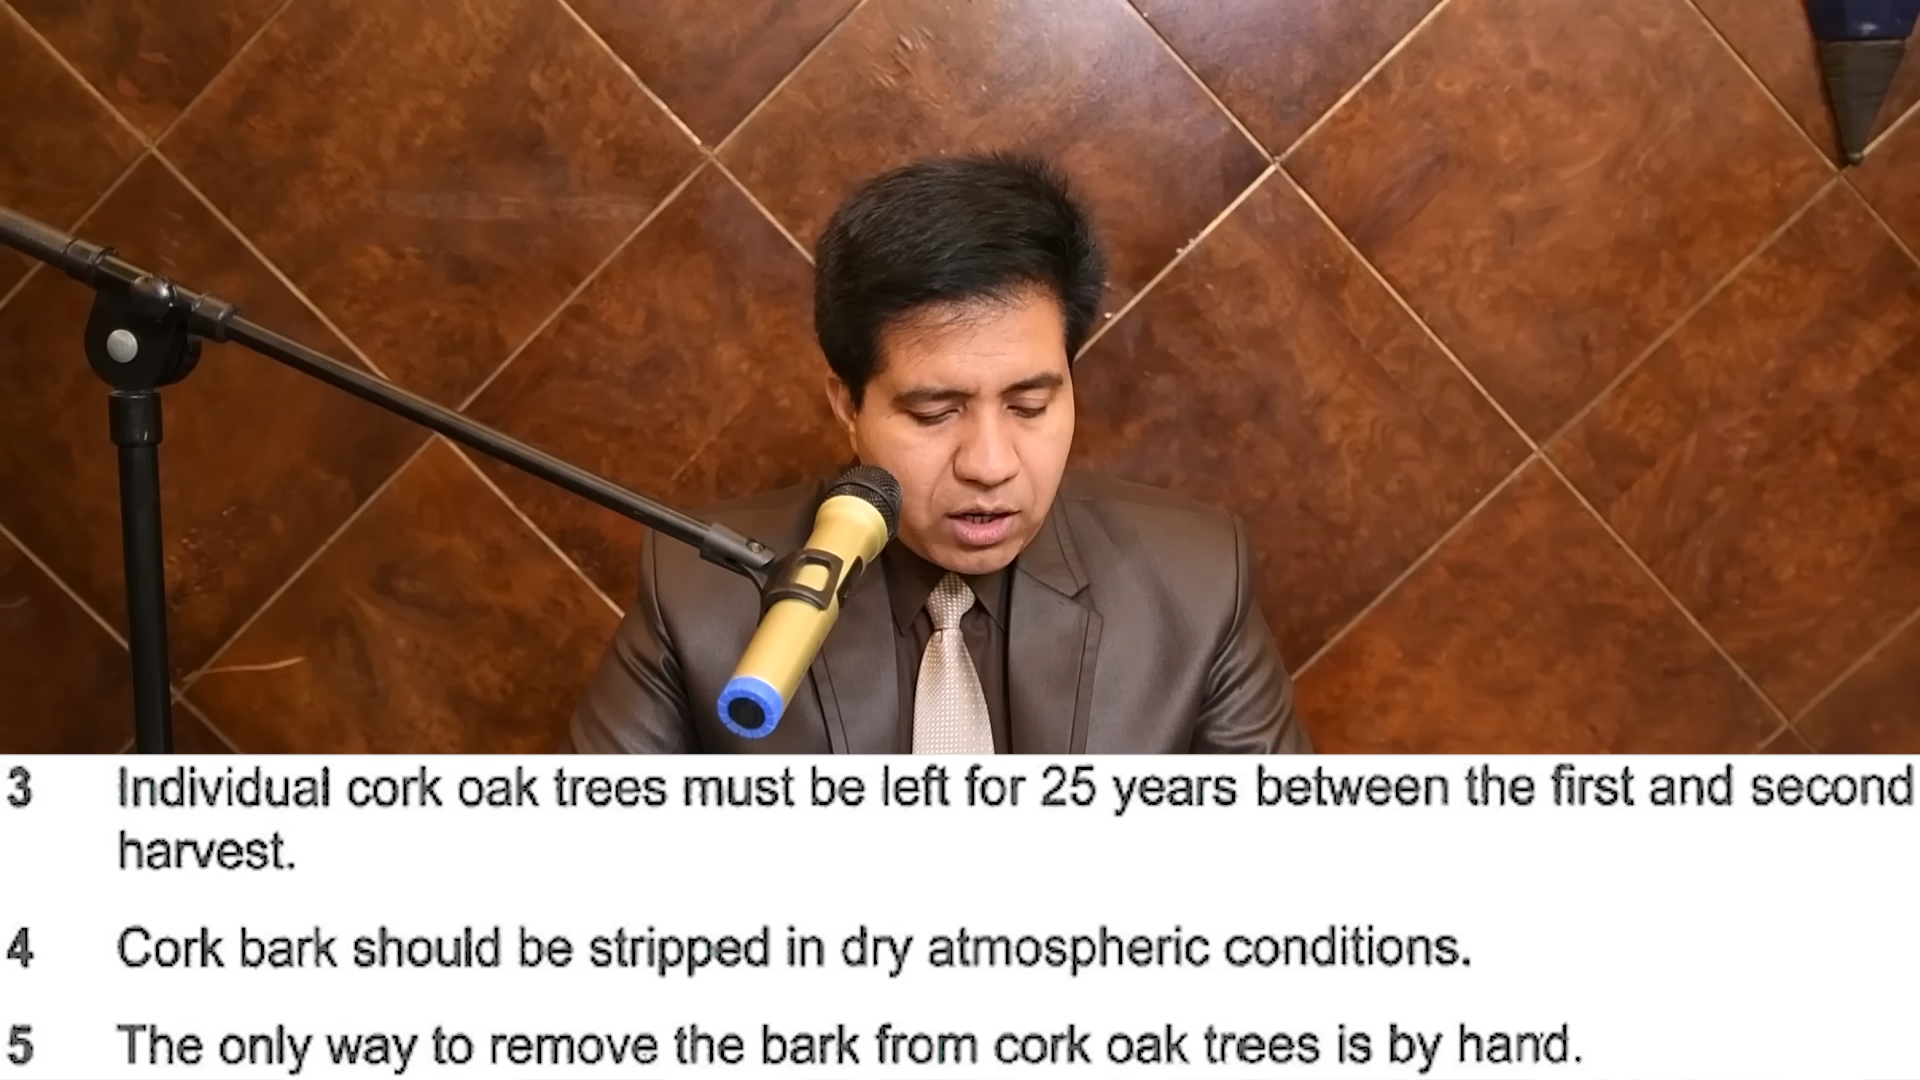 3 Individual cork oak trees must be left for 25 years between the first and second
harvest.
4 Cork bark should be stripped in dry atmospheric conditions.
5 The only way to remove the bark from cork oak trees is by hand.